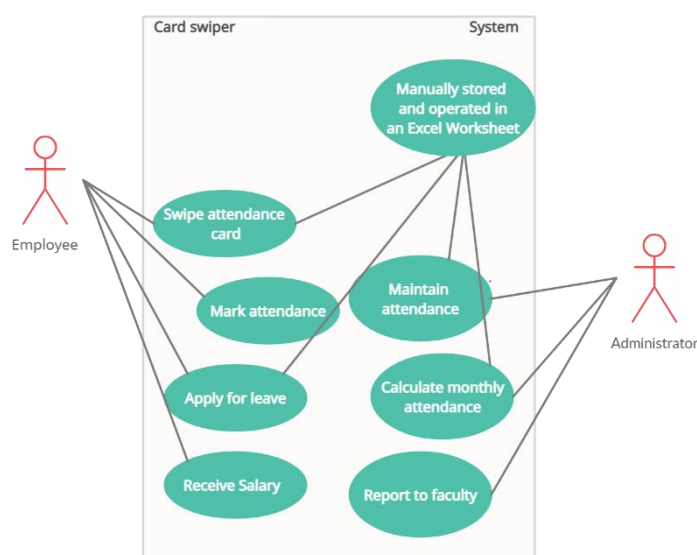 Card swiper
System
Manually stored
and operated in
an Excel Worksheet
Employee
Swipe attendance
card
Mark attendance
Maintain
attendance
Administrator
Apply for leave
Calculate monthly
attendance
Receive Salary
Report to faculty